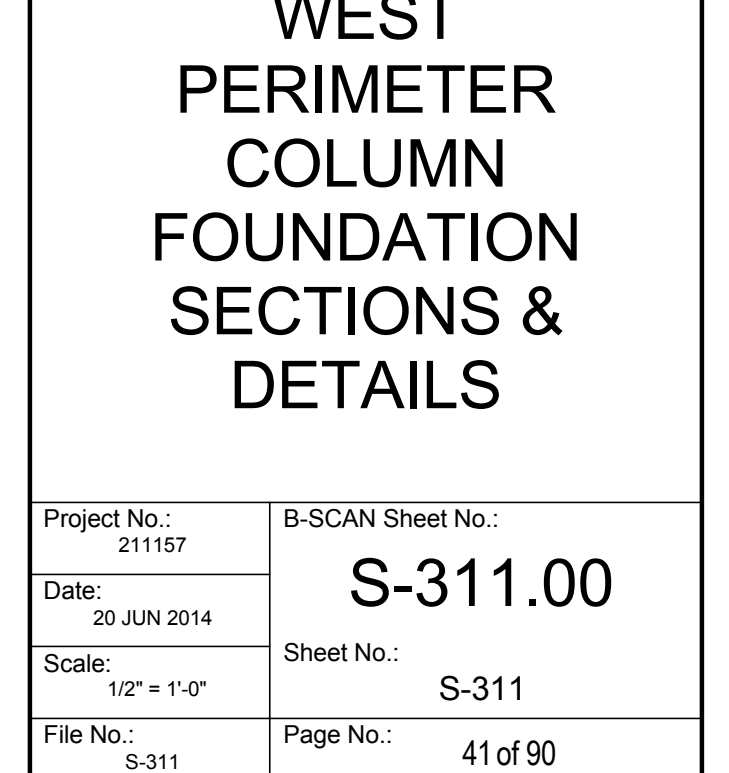 WEST
PERIMETER
COLUMN
FOUNDATION
SECTIONS &
DETAILS
Project No.:
211157
B-SCAN Sheet No.:
S-311.00
Date:
20 JUN 2014
Scale:
1/2" = 1'-0"
Sheet No.:
S-311
File No.:
S-311
Page No.:
41 of 90